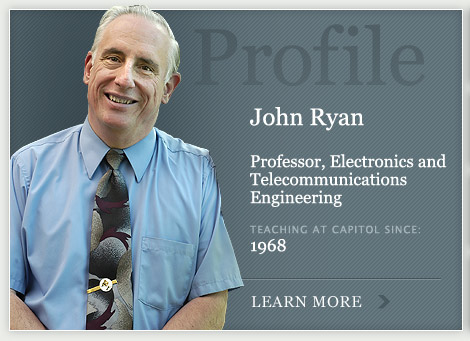 Profile
John Ryan
Professor, Electronics and
Telecommunications
Engineering
TEACHING AT CAPITOL SINCE:
1968
LEARN MORE